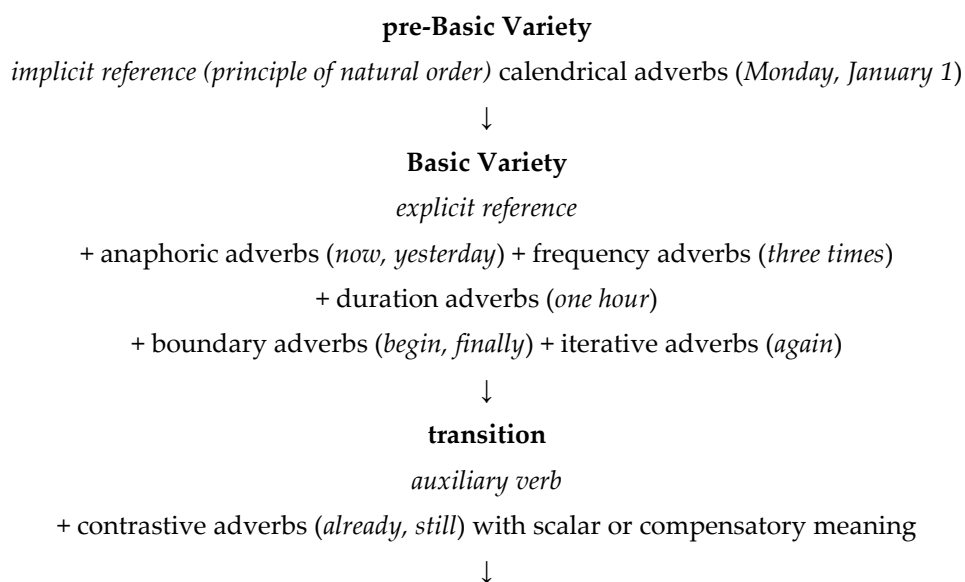 pre-Basic Variety
implicit reference (principle of natural order) calendrical adverbs (Monday, January 1)
↓
Basic Variety
explicit reference
+ anaphoric adverbs (now, yesterday) + frequency adverbs (three times)
+ duration adverbs (one hour)
+ boundary adverbs (begin, finally) + iterative adverbs (again)
↓
transition
auxiliary verb
+ contrastive adverbs (already, still) with scalar or compensatory meaning
↓